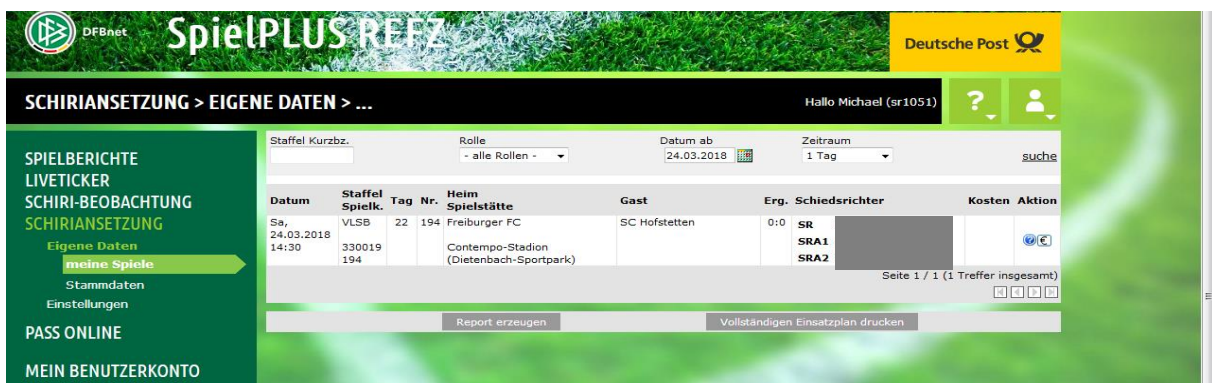 DFBnet
SpielPLUS REFZ
Deutsche Post
SCHIRIANSETZUNG > EIGENE DATEN > ...
Hallo Michael (sr1051)
?
SPIELBERICHTE
LIVETICKER
SCHIRI-BEOBACHTUNG
SCHIRIANSETZUNG
Eigene Daten
meine Spiele
Stammdaten
Einstellungen
PASS ONLINE
MEIN BENUTZERKONTO
Staffel Kurzbz. Rolle Datum ab Zeitraum
- alle Rollen - 24.03.2018 1 Tag suche
Datum Staffel Spielk. Tag Nr. Heim Spielstätte Gast Erg. Schiedsrichter Kosten Aktion
Sa, VLSB 22 194 Freiburger FC SC Hofstetten 0:0 SR
24.03.2018
14:30 330019 Contempo-Stadion SRA1 €
194 (Dietenbach-Sportpark) SRA2
Seite 1 / 1 (1 Treffer insgesamt)
Report erzeugen Vollständigen Einsatzplan drucken